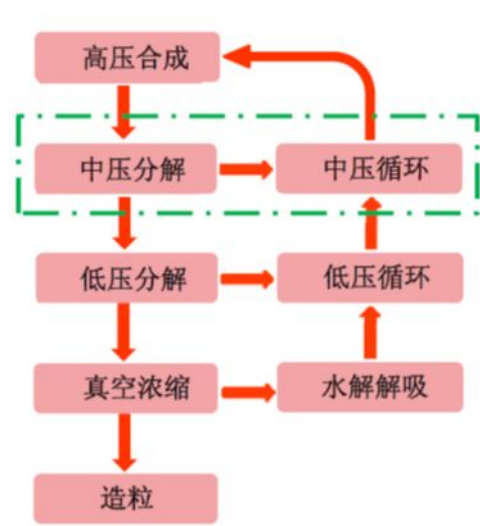 高压合成
中压分解
中压循环
低压分解
低压循环
真空浓缩
水解解吸
造粒